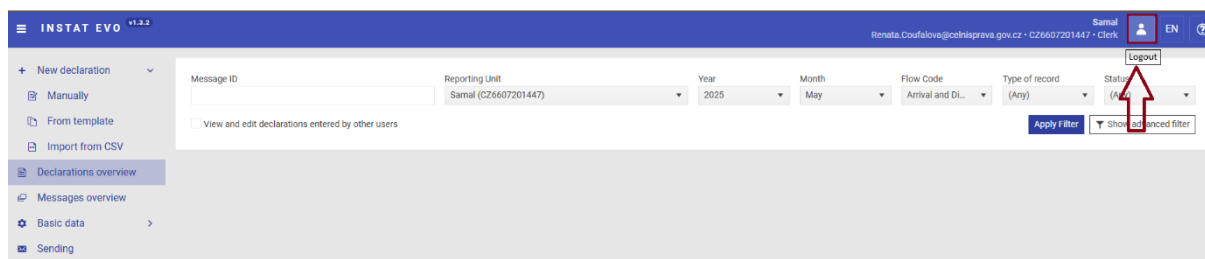 INSTAT EVO v1.3.2
Samal
Renata.Coufalova@celnisprava.gov.cz • CZ6607201447 • Clerk
EN
Logout
+ New declaration
Manually
From template
Import from CSV
Declarations overview
Messages overview
Basic data
Sending
Message ID
Reporting Unit
Samal (CZ6607201447)
Year
2025
Month
May
Flow Code
Arrival and Di...
Type of record
(Any)
Status
(Any)
View and edit declarations entered by other users
Apply Filter
Show advanced filter